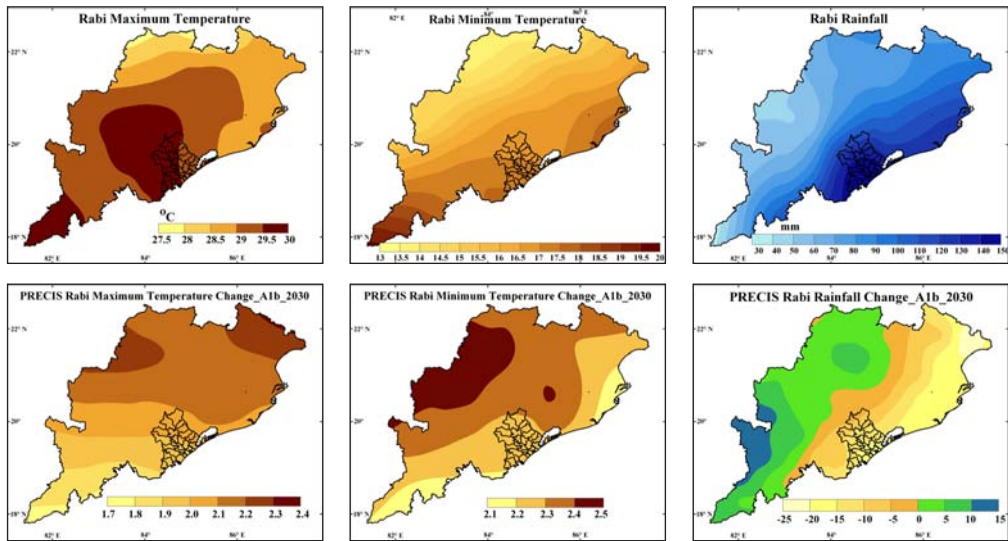 Rabi Maximum Temperature
22° N
20° N
18° N
82° E
84° E
86° E
°C
27.5 28 28.5 29 29.5 30
Rabi Minimum Temperature
82° E
84° E
86° E
13 13.5 14 14.5 15 15.5 16 16.5 17 17.5 18 18.5 19 19.5 20
Rabi Rainfall
22° N
20° N
18° N
82° E
84° E
86° E
mm
30 40 50 60 70 80 90 100 110 120 130 140 150
PRECIS Rabi Maximum Temperature Change_A1b_2030
22° N
20° N
18° N
82° E
84° E
86° E
1.7 1.8 1.9 2.0 2.1 2.2 2.3 2.4
PRECIS Rabi Minimum Temperature Change_A1b_2030
22° N
20° N
18° N
82° E
84° E
86° E
2.1 2.2 2.3 2.4 2.5
PRECIS Rabi Rainfall Change_A1b_2030
22° N
20° N
18° N
82° E
84° E
86° E
-25 -20 -15 -10 -5 0 5 10 15